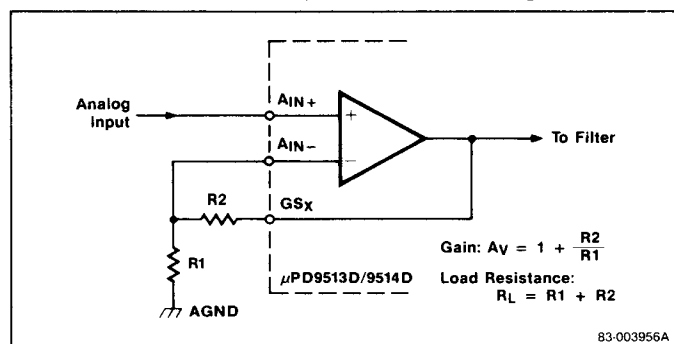 Analog
input
AIN+
+
AIN−
−
To Filter
R2
GSX
R1
μPD9513D/9514D
AGND
Gain: AV = 1 + R2
R1
Load Resistance:
RL = R1 + R2
83-003956A